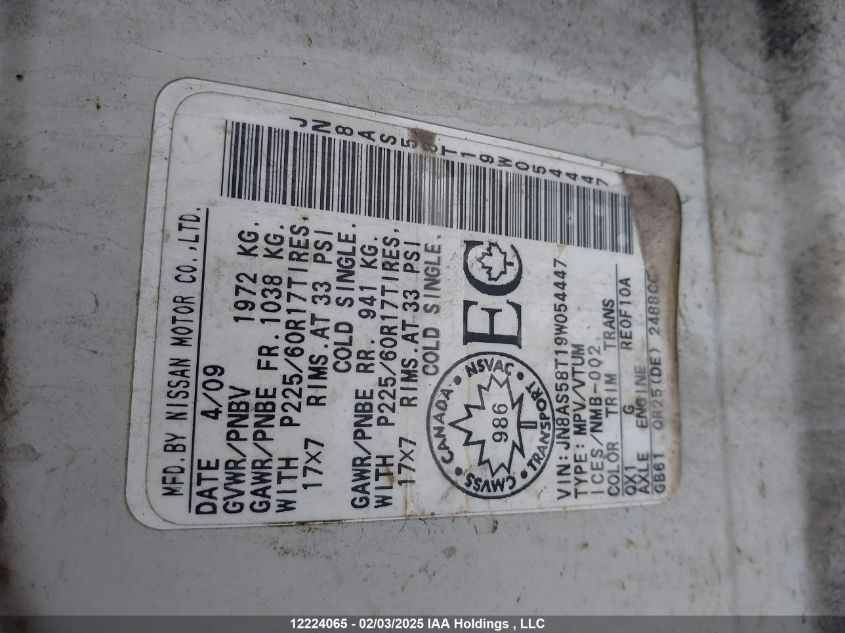 JN8AS58T19W054447
MFD.BY NISSAN MOTOR CO.,LTD.
DATE 4/09
GVWR/PNBV 1972 KG.
GAWR/PNBE FR. 1038 KG.
WITH P225/60R17TIRES,
17X7 RIMS.AT 33 PSI
COLD SINGLE.
GAWR/PNBE RR. 941 KG.
WITH P225/60R17TIRES,
17X7 RIMS.AT 33 PSI
COLD SINGLE.
CANADA • NSVAC • TRANSPORT • CMVSS •
986
EC
VIN: JN8AS58T19W054447
TYPE: MPV/VTUM
ICES/NMB-002
COLOR TRIM TRANS
QX1 G RE0F10A
AXLE ENGINE
GB61 QR25(DE) 2488CC
12224065 - 02/03/2025 IAA Holdings , LLC